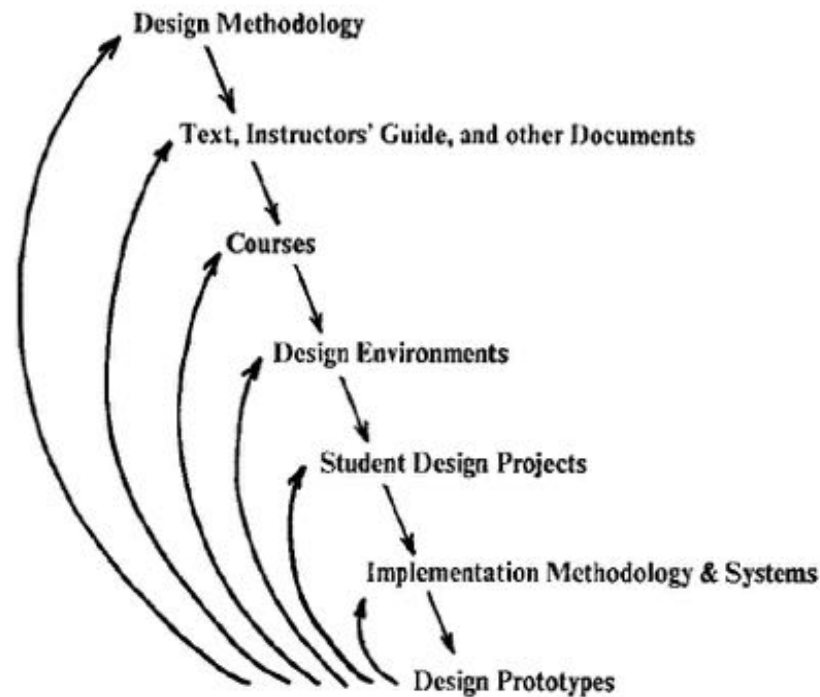 Design Methodology
Text, Instructors' Guide, and other Documents
Courses
Design Environments
Student Design Projects
Implementation Methodology & Systems
Design Prototypes